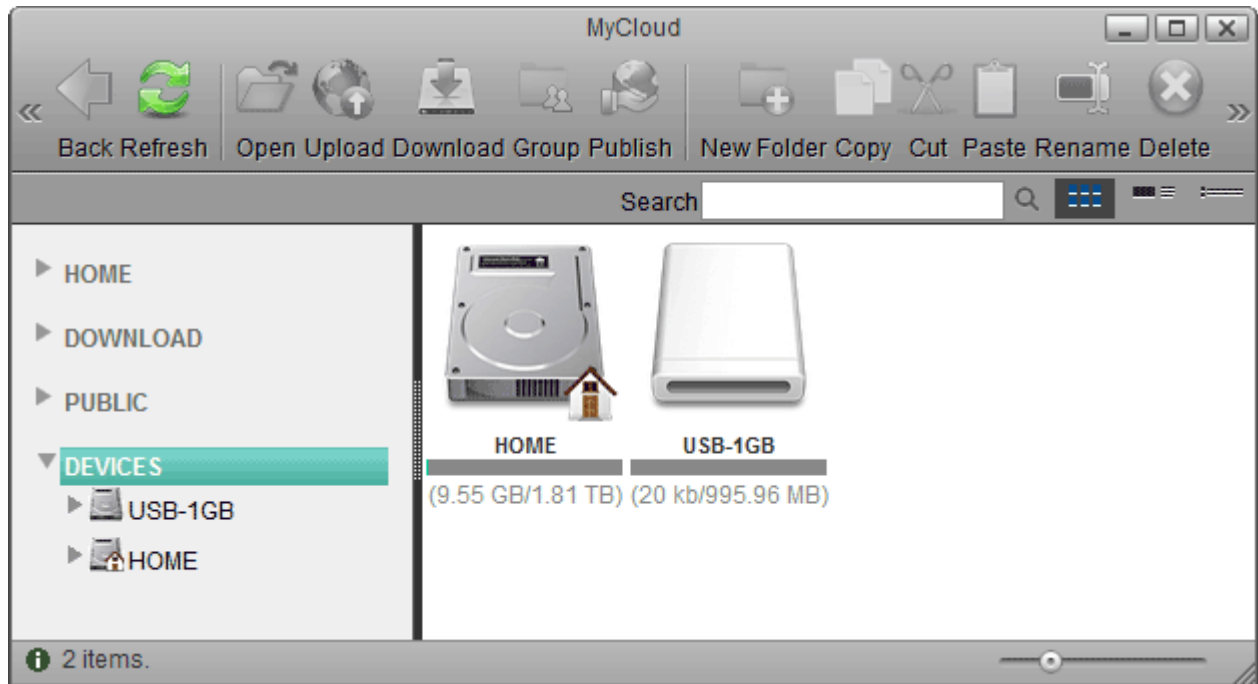 MyCloud
Back Refresh Open Upload Download Group Publish New Folder Copy Cut Paste Rename Delete
Search
HOME
DOWNLOAD
PUBLIC
DEVICES
USB-1GB
HOME
HOME USB-1GB
(9.55 GB/1.81 TB) (20 kb/995.96 MB)
2 items.